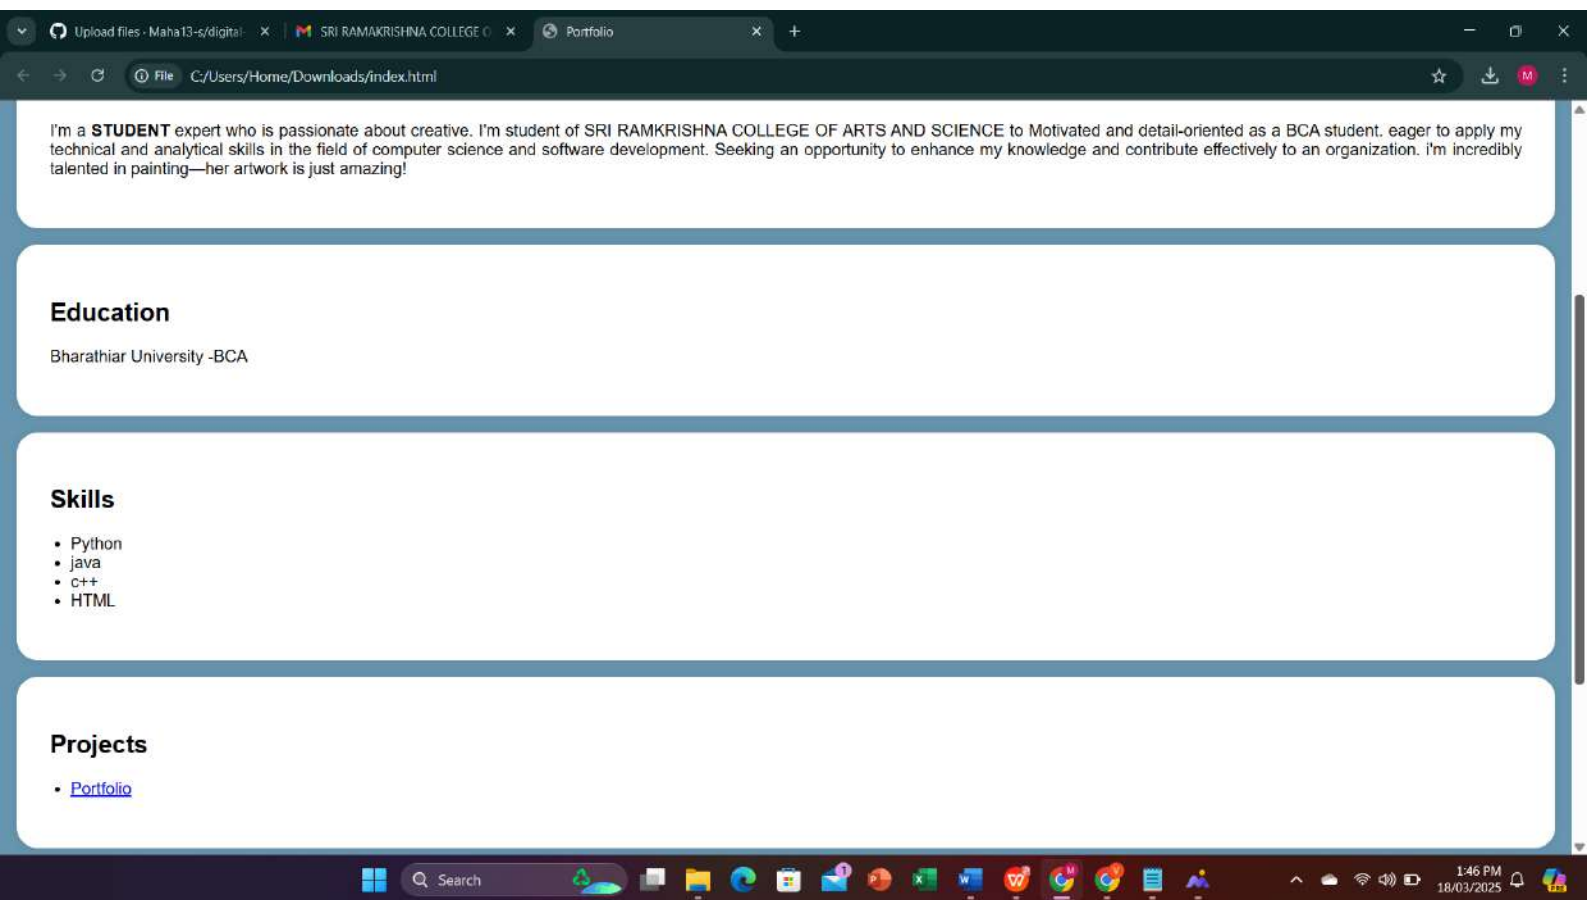 Upload files · Maha13-s/digital-
SRI RAMAKRISHNA COLLEGE O
Portfolio
File C:/Users/Home/Downloads/index.html
M
I'm a STUDENT expert who is passionate about creative. I'm student of SRI RAMKRISHNA COLLEGE OF ARTS AND SCIENCE to Motivated and detail-oriented as a BCA student. eager to apply my
technical and analytical skills in the field of computer science and software development. Seeking an opportunity to enhance my knowledge and contribute effectively to an organization. i'm incredibly
talented in painting—her artwork is just amazing!
Education
Bharathiar University -BCA
Skills
• Python
• java
• c++
• HTML
Projects
• Portfolio
Search
1:46 PM
18/03/2025